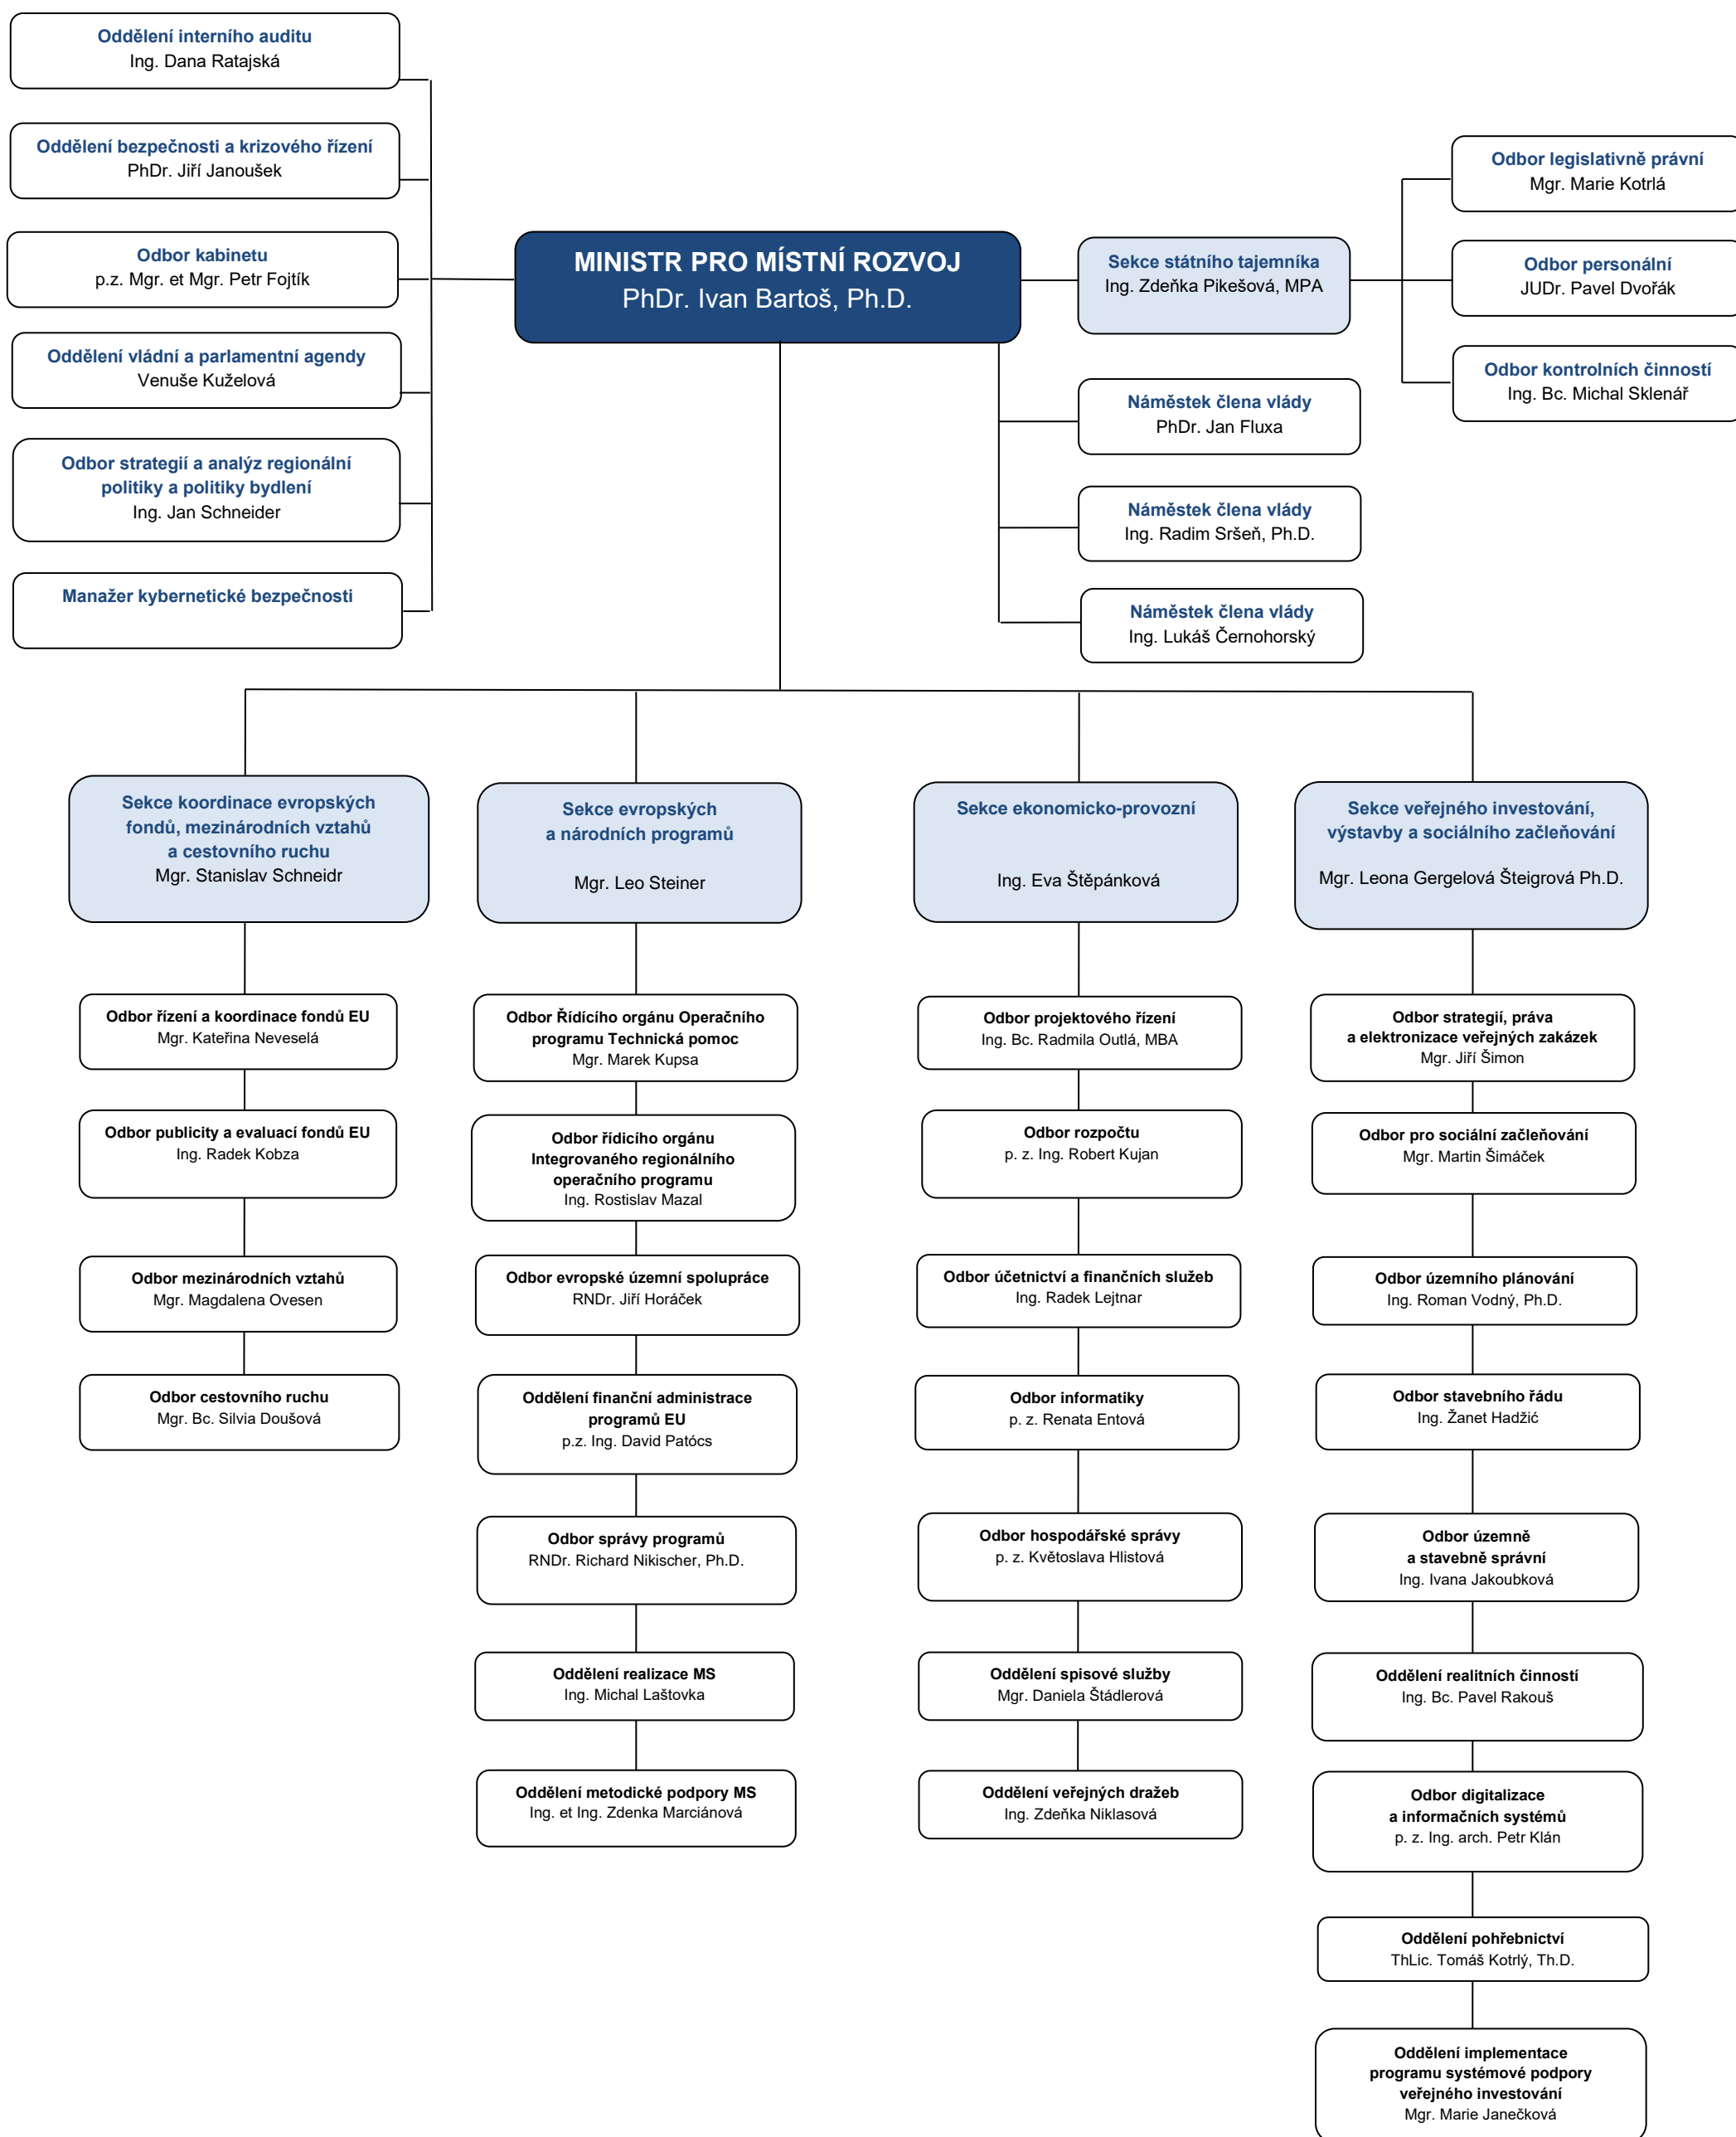 Oddělení interního auditu
Ing. Dana Ratajská
Oddělení bezpečnosti a krizového řízení
PhDr. Jiří Janoušek
Odbor kabinetu
p.z. Mgr. et Mgr. Petr Fojtík
Oddělení vládní a parlamentní agendy
Venuše Kuželová
Odbor strategií a analýz regionální
politiky a politiky bydlení
Ing. Jan Schneider
Manažer kybernetické bezpečnosti
MINISTR PRO MÍSTNÍ ROZVOJ
PhDr. Ivan Bartoš, Ph.D.
Sekce státního tajemníka
Ing. Zdeňka Pikešová, MPA
Odbor legislativně právní
Mgr. Marie Kotrlá
Odbor personální
JUDr. Pavel Dvořák
Odbor kontrolních činností
Ing. Bc. Michal Sklenář
Náměstek člena vlády
PhDr. Jan Fluxa
Náměstek člena vlády
Ing. Radim Sršeň, Ph.D.
Náměstek člena vlády
Ing. Lukáš Černohorský
Sekce koordinace evropských
fondů, mezinárodních vztahů
a cestovního ruchu
Mgr. Stanislav Schneidr
Odbor řízení a koordinace fondů EU
Mgr. Kateřina Neveselá
Odbor publicity a evaluací fondů EU
Ing. Radek Kobza
Odbor mezinárodních vztahů
Mgr. Magdalena Ovesen
Odbor cestovního ruchu
Mgr. Bc. Silvia Doušová
Sekce evropských
a národních programů
Mgr. Leo Steiner
Odbor Řídícího orgánu Operačního
programu Technická pomoc
Mgr. Marek Kupsa
Odbor řídicího orgánu
Integrovaného regionálního
operačního programu
Ing. Rostislav Mazal
Odbor evropské územní spolupráce
RNDr. Jiří Horáček
Oddělení finanční administrace
programů EU
p.z. Ing. David Patócs
Odbor správy programů
RNDr. Richard Nikischer, Ph.D.
Oddělení realizace MS
Ing. Michal Laštovka
Oddělení metodické podpory MS
Ing. et Ing. Zdenka Marciánová
Sekce ekonomicko-provozní
Ing. Eva Štěpánková
Odbor projektového řízení
Ing. Bc. Radmila Outlá, MBA
Odbor rozpočtu
p. z. Ing. Robert Kujan
Odbor účetnictví a finančních služeb
Ing. Radek Lejtnar
Odbor informatiky
p. z. Renata Entová
Odbor hospodářské správy
p. z. Květoslava Hlistová
Oddělení spisové služby
Mgr. Daniela Štádlerová
Oddělení veřejných dražeb
Ing. Zdeňka Niklasová
Sekce veřejného investování,
výstavby a sociálního začleňování
Mgr. Leona Gergelová Šteigrová Ph.D.
Odbor strategií, práva
a elektronizace veřejných zakázek
Mgr. Jiří Šimon
Odbor pro sociální začleňování
Mgr. Martin Šimáček
Odbor územního plánování
Ing. Roman Vodný, Ph.D.
Odbor stavebního řádu
Ing. Žanet Hadžić
Odbor územně
a stavebně správní
Ing. Ivana Jakoubková
Oddělení realitních činností
Ing. Bc. Pavel Rakouš
Odbor digitalizace
a informačních systémů
p. z. Ing. arch. Petr Klán
Oddělení pohřebnictví
ThLic. Tomáš Kotrlý, Th.D.
Oddělení implementace
programu systémové podpory
veřejného investování
Mgr. Marie Janečková